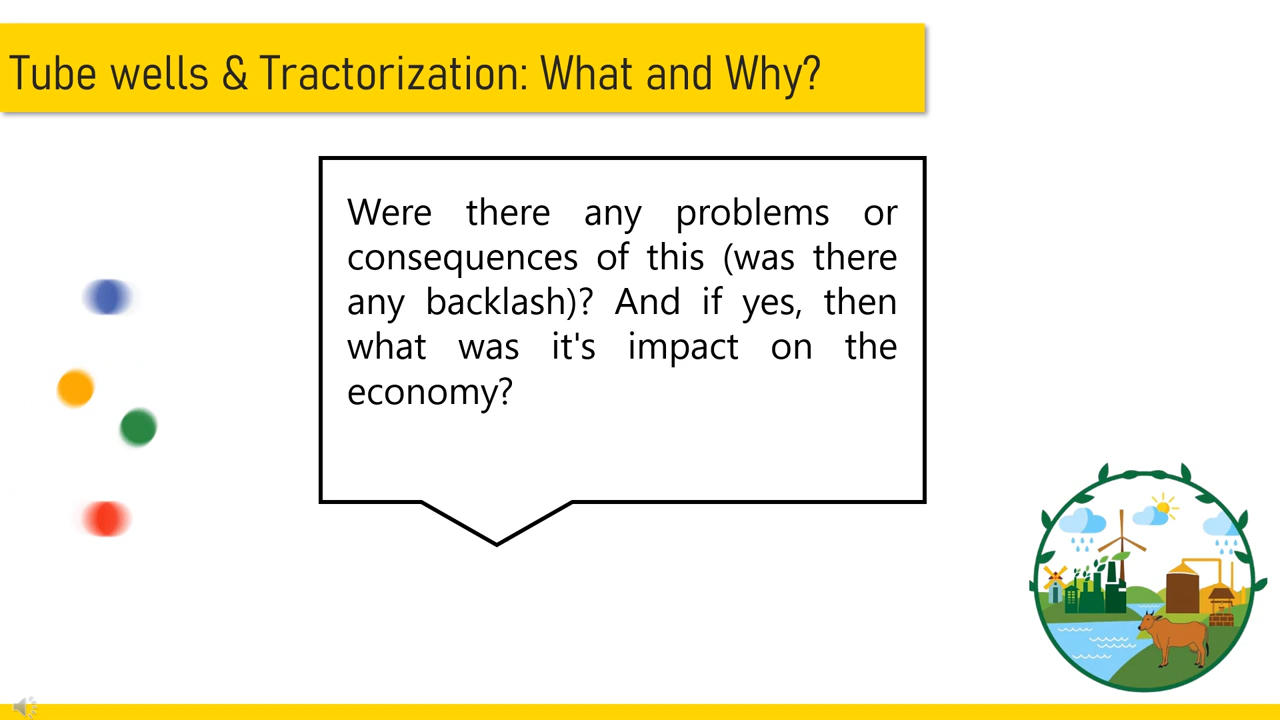 Tube wells & Tractorization: What and Why?
Were there any problems or
consequences of this (was there
any backlash)? And if yes, then
what was it's impact on the
economy?